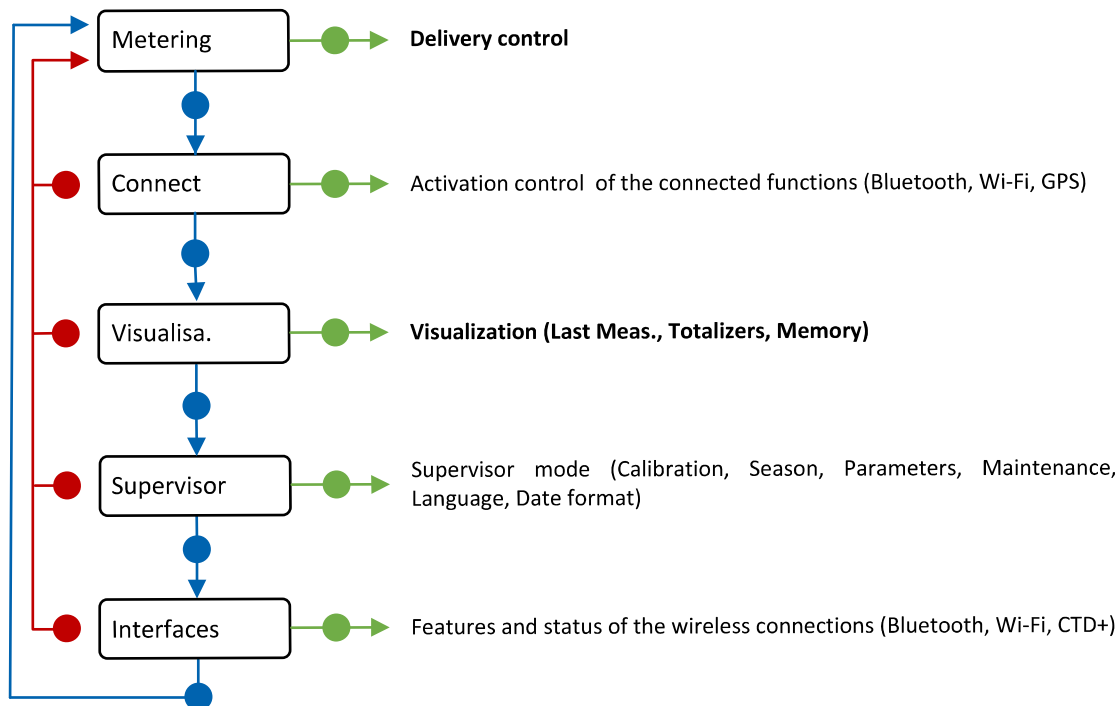 Metering
Delivery control
Connect
Activation control of the connected functions (Bluetooth, Wi-Fi, GPS)
Visualisa.
Visualization (Last Meas., Totalizers, Memory)
Supervisor
Supervisor mode (Calibration, Season, Parameters, Maintenance,
Language, Date format)
Interfaces
Features and status of the wireless connections (Bluetooth, Wi-Fi, CTD+)